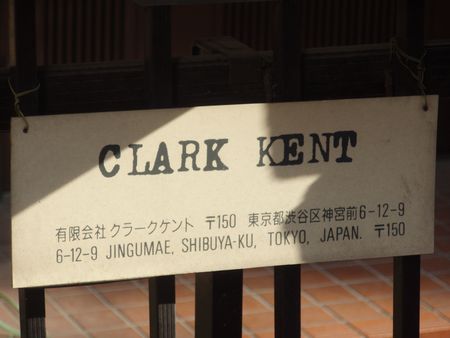 CLARK KENT
有限会社 クラークケント 〒150 東京都渋谷区神宮前6-12-9
6-12-9 JINGUMAE, SHIBUYA-KU, TOKYO, JAPAN. 〒150